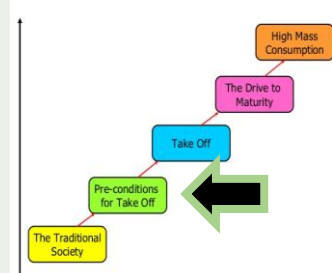 High Mass
Consumption
The Drive to
Maturity
Take Off
Pre-conditions
for Take Off
The Traditional
Society